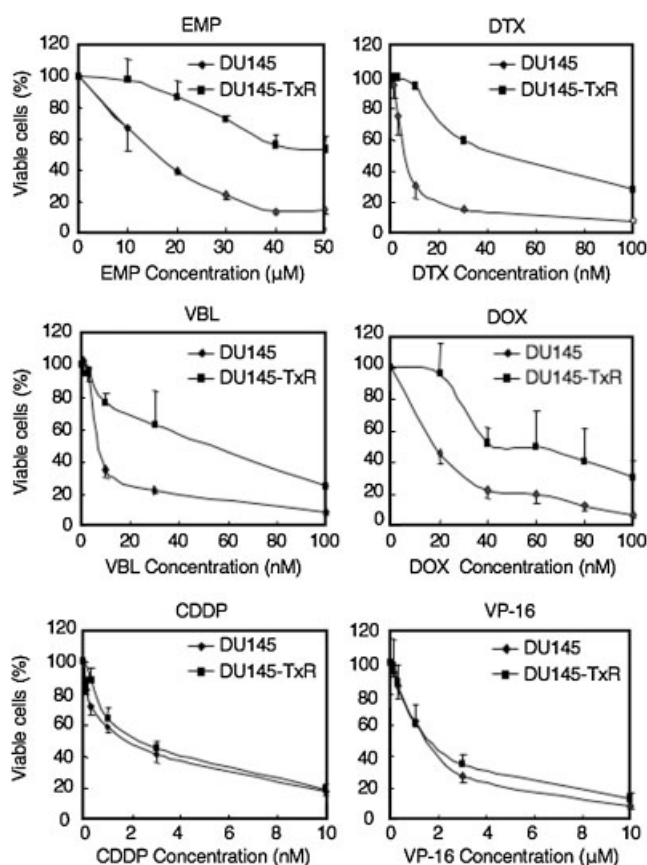 EMP
120
100
80
60
40
20
0
Viable cells (%)
DU145
DU145-TxR
0 10 20 30 40 50
EMP Concentration (µM)
DTX
120
100
80
60
40
20
0
DU145
DU145-TxR
0 20 40 60 80 100
DTX Concentration (nM)
VBL
120
100
80
60
40
20
0
Viable cells (%)
DU145
DU145-TxR
0 20 40 60 80 100
VBL Concentration (nM)
DOX
120
100
80
60
40
20
0
DU145
DU145-TxR
0 20 40 60 80 100
DOX Concentration (nM)
CDDP
120
100
80
60
40
20
0
Viable cells (%)
DU145
DU145-TxR
0 2 4 6 8 10
CDDP Concentration (nM)
VP-16
120
100
80
60
40
20
0
DU145
DU145-TxR
0 2 4 6 8 10
VP-16 Concentration (µM)